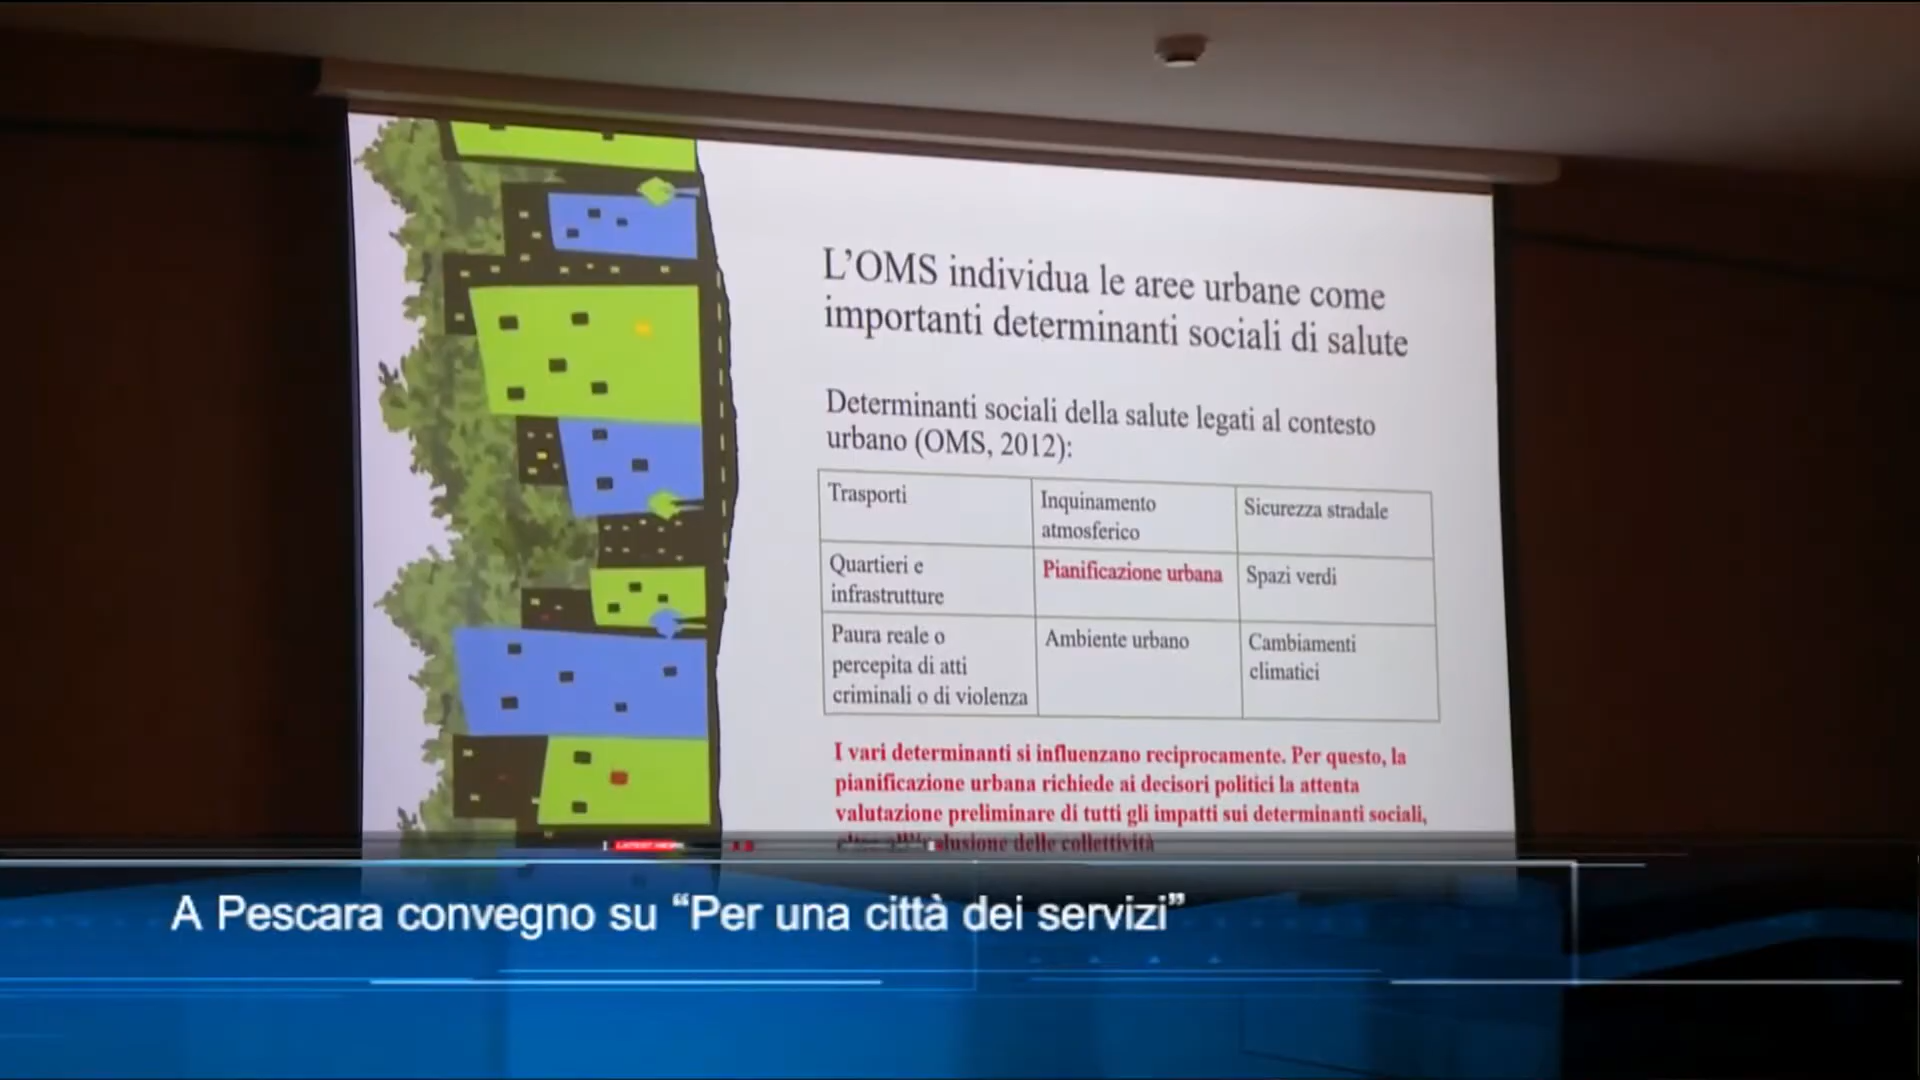 L'OMS individua le aree urbane come
importanti determinanti sociali di salute
Determinanti sociali della salute legati al contesto
urbano (OMS, 2012):
Trasporti
Inquinamento
atmosferico
Sicurezza stradale
Quartieri e
infrastrutture
Pianificazione urbana
Spazi verdi
Paura reale o
percepita di atti
criminali o di violenza
Ambiente urbano
Cambiamenti
climatici
I vari determinanti si influenzano reciprocamente. Per questo, la
pianificazione urbana richiede ai decisori politici la attenta
valutazione preliminare di tutti gli impatti sui determinanti sociali,
delle collettività
LATEST NEWS
A Pescara convegno su “Per una città dei servizi”